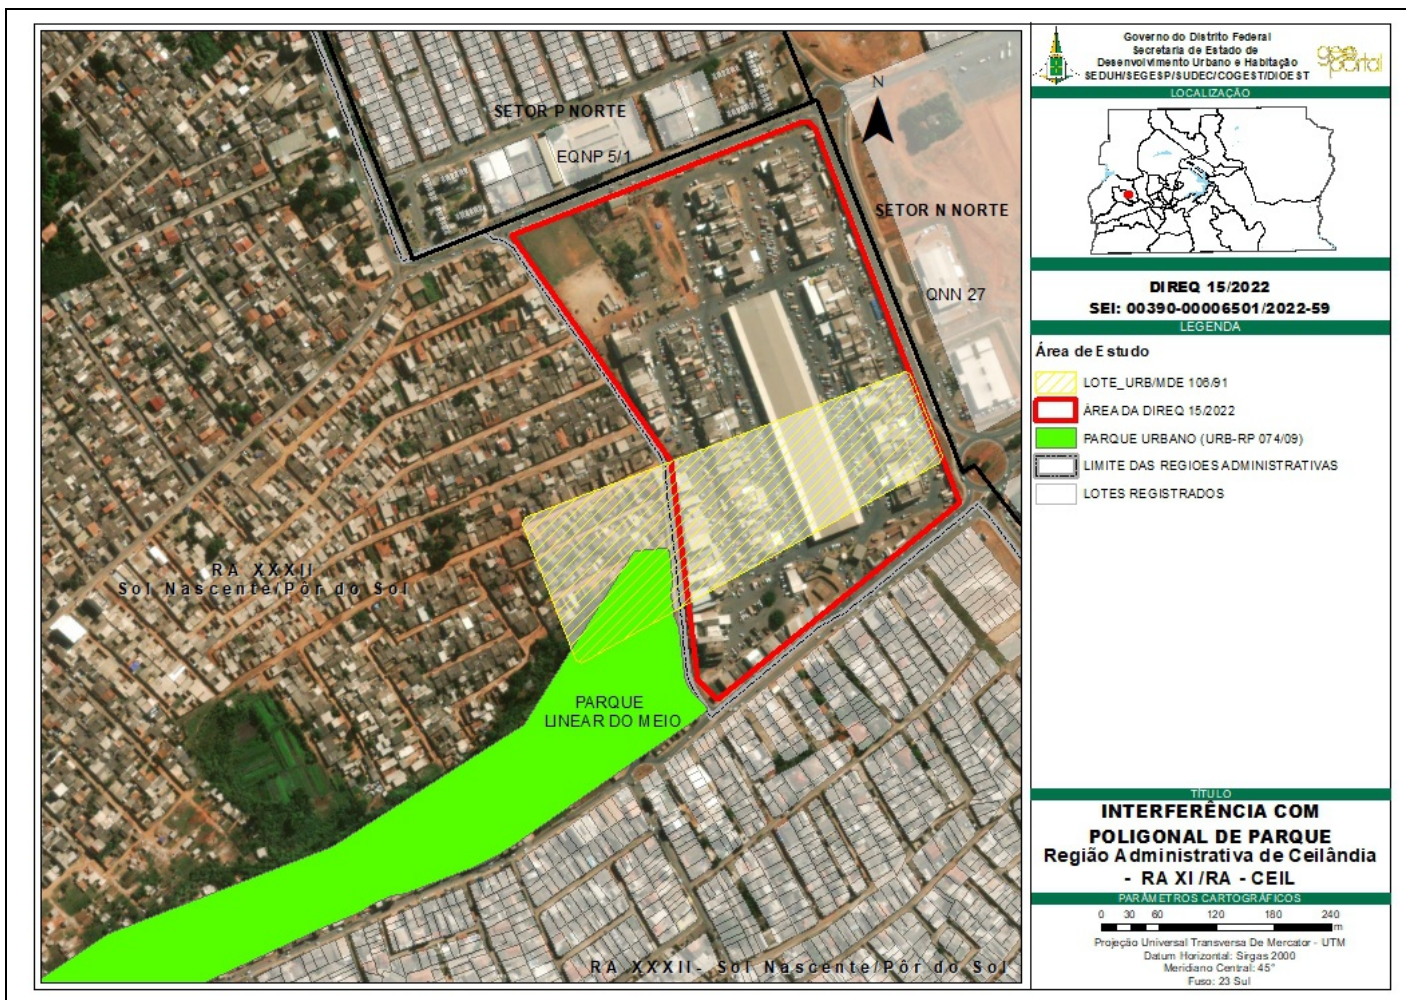 SETOR P NORTE
EQNP 5/1
N
SETOR N NORTE
QNN 27
RA XXXII
Sol Nascente/Pôr do Sol
PARQUE
LINEAR DO MEIO
RA XXXII- Sol Nascente/Pôr do Sol
Governo do Distrito Federal
Secretaria de Estado de
Desenvolvimento Urbano e Habitação
SEDUH/SEGESP/SUDEC/COGEST/DIOEST
geoportal
LOCALIZAÇÃO
DIREQ 15/2022
SEI: 00390-00006501/2022-59
LEGENDA
Área de Estudo
LOTE_URB/MDE 106/91
ÁREA DA DIREQ 15/2022
PARQUE URBANO (URB-RP 074/09)
LIMITE DAS REGIOES ADMINISTRATIVAS
LOTES REGISTRADOS
TÍTULO
INTERFERÊNCIA COM
POLIGONAL DE PARQUE
Região Administrativa de Ceilândia
- RA XI /RA - CEIL
PARÂMETROS CARTOGRÁFICOS
0 30 60 120 180 240
m
Projeção Universal Transversa De Mercator - UTM
Datum Horizontal: Sirgas 2000
Meridiano Central: 45°
Fuso: 23 Sul